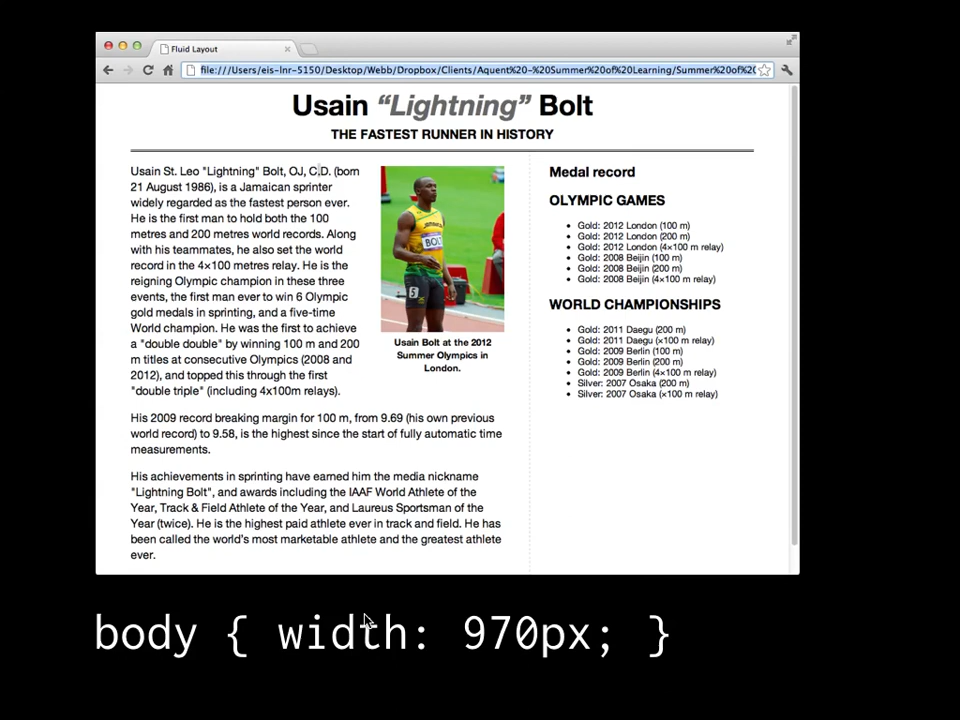 Fluid Layout
file:///Users/eis-lnr-5150/Desktop/Webb/Dropbox/Clients/Aquent%20-%20Summer%20of%20Learning/Summer%20of%20
Usain “Lightning” Bolt
THE FASTEST RUNNER IN HISTORY
Usain St. Leo "Lightning" Bolt, OJ, C.D. (born
21 August 1986), is a Jamaican sprinter
widely regarded as the fastest person ever.
He is the first man to hold both the 100
metres and 200 metres world records. Along
with his teammates, he also set the world
record in the 4×100 metres relay. He is the
reigning Olympic champion in these three
events, the first man ever to win 6 Olympic
gold medals in sprinting, and a five-time
World champion. He was the first to achieve
a "double double" by winning 100 m and 200
m titles at consecutive Olympics (2008 and
2012), and topped this through the first
"double triple" (including 4x100m relays).
BOLT
5
Usain Bolt at the 2012
Summer Olympics in
London.
His 2009 record breaking margin for 100 m, from 9.69 (his own previous
world record) to 9.58, is the highest since the start of fully automatic time
measurements.
His achievements in sprinting have earned him the media nickname
"Lightning Bolt", and awards including the IAAF World Athlete of the
Year, Track & Field Athlete of the Year, and Laureus Sportsman of the
Year (twice). He is the highest paid athlete ever in track and field. He has
been called the world's most marketable athlete and the greatest athlete
ever.
Medal record
OLYMPIC GAMES
• Gold: 2012 London (100 m)
• Gold: 2012 London (200 m)
• Gold: 2012 London (4×100 m relay)
• Gold: 2008 Beijin (100 m)
• Gold: 2008 Beijin (200 m)
• Gold: 2008 Beijin (4×100 m relay)
WORLD CHAMPIONSHIPS
• Gold: 2011 Daegu (200 m)
• Gold: 2011 Daegu (×100 m relay)
• Gold: 2009 Berlin (100 m)
• Gold: 2009 Berlin (200 m)
• Gold: 2009 Berlin (4×100 m relay)
• Silver: 2007 Osaka (200 m)
• Silver: 2007 Osaka (×100 m relay)
body { width: 970px; }